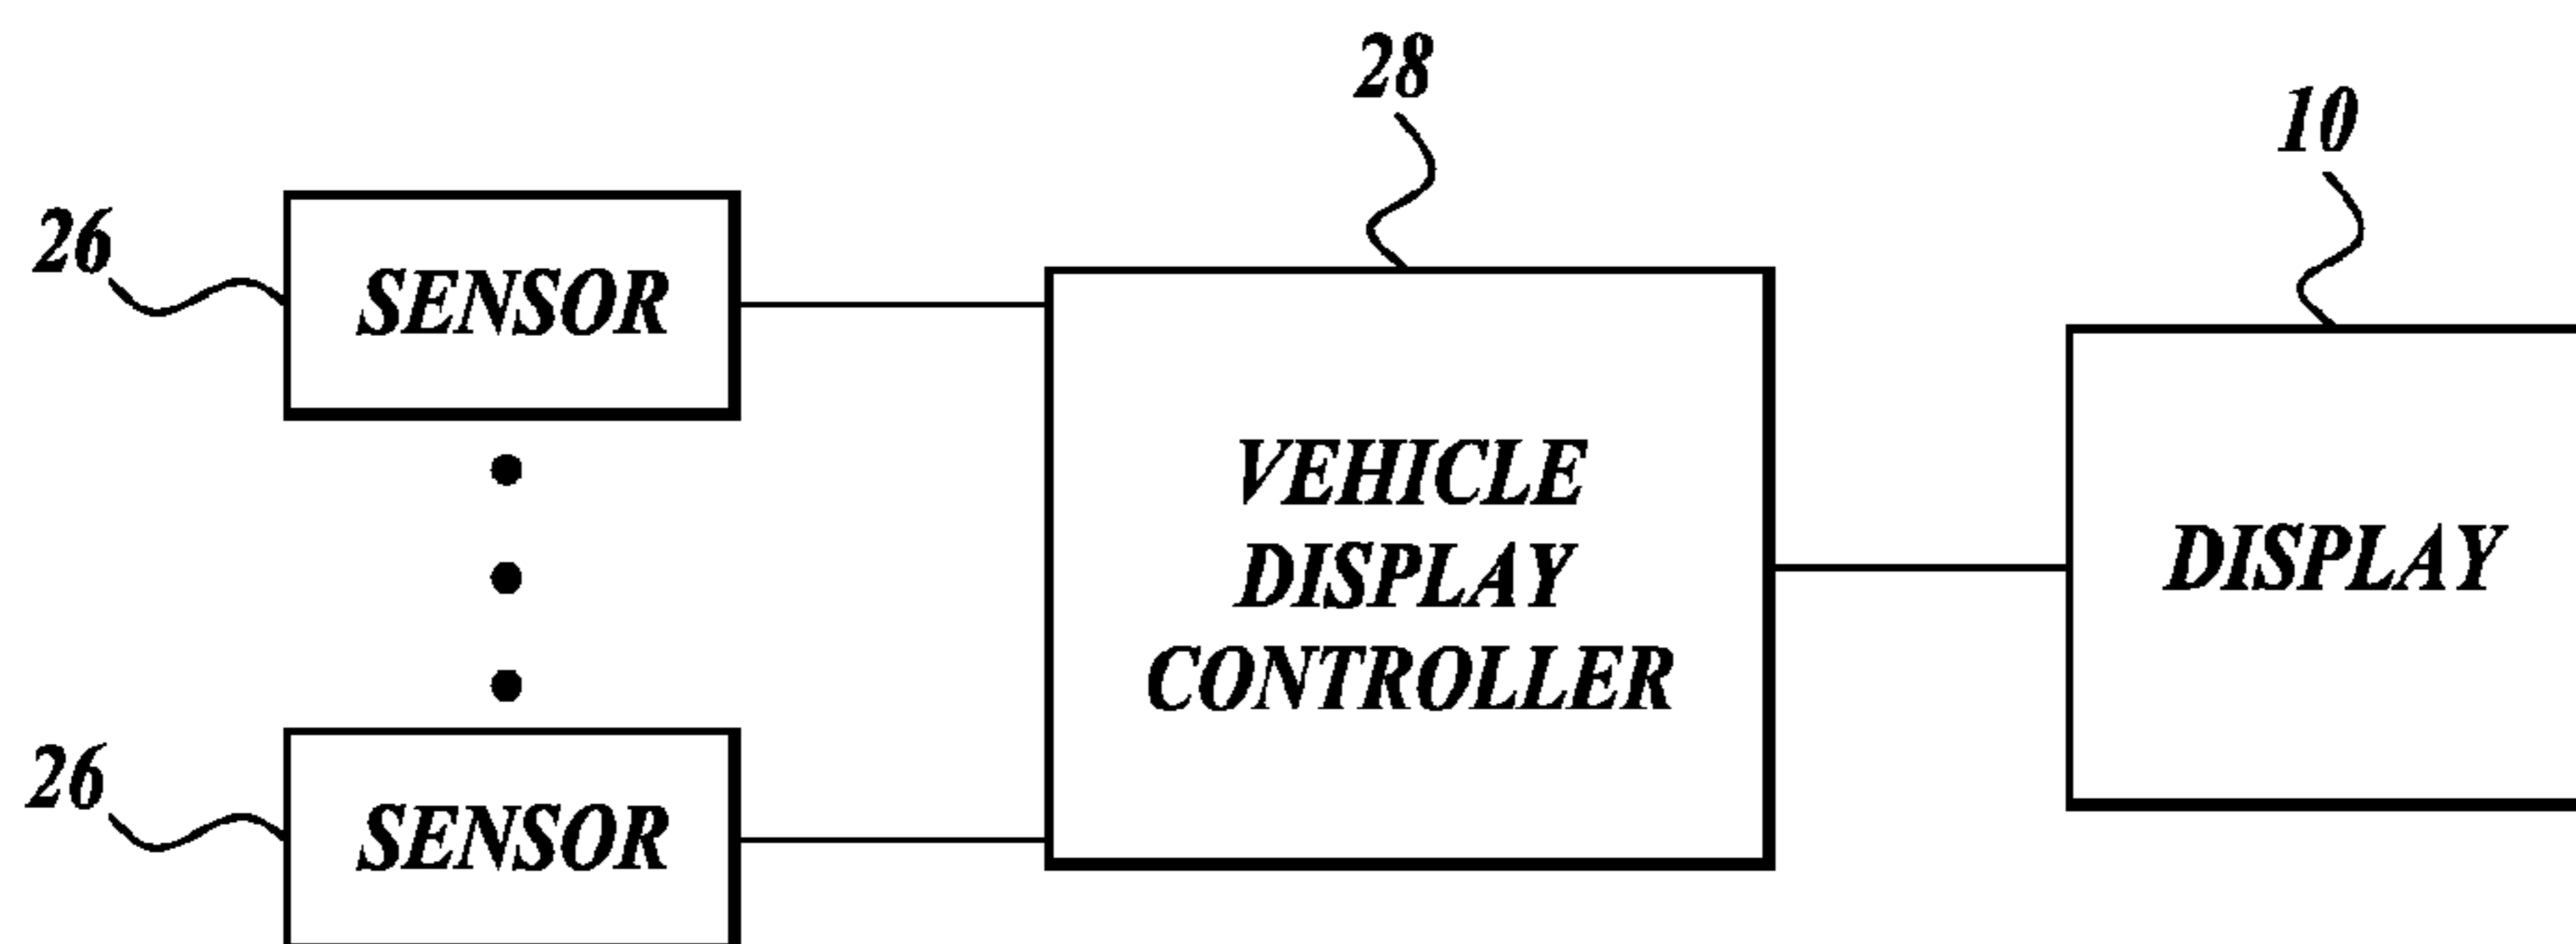 28
10
26
SENSOR
VEHICLE
DISPLAY
CONTROLLER
DISPLAY
26
SENSOR